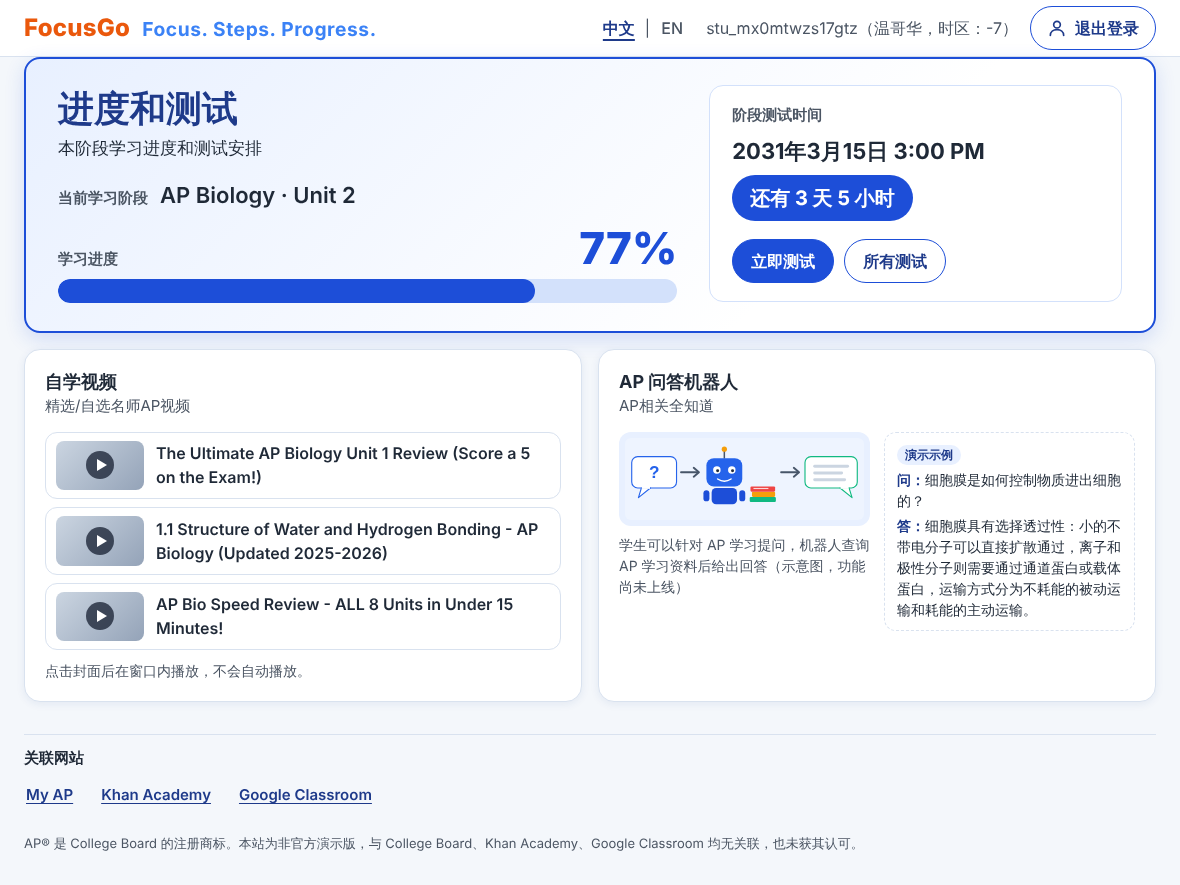 FocusGo Focus. Steps. Progress.
中文 | EN stu_mx0mtwzs17gtz（温哥华，时区：-7） 退出登录
进度和测试
本阶段学习进度和测试安排
当前学习阶段 AP Biology · Unit 2
学习进度 77%
阶段测试时间
2031年3月15日 3:00 PM
还有 3 天 5 小时
立即测试 所有测试
自学视频
精选/自选名师AP视频
The Ultimate AP Biology Unit 1 Review (Score a 5
on the Exam!)
1.1 Structure of Water and Hydrogen Bonding - AP
Biology (Updated 2025-2026)
AP Bio Speed Review - ALL 8 Units in Under 15
Minutes!
点击封面后在窗口内播放，不会自动播放。
AP 问答机器人
AP相关全知道
?
学生可以针对 AP 学习提问，机器人查询
AP 学习资料后给出回答（示意图，功能
尚未上线）
演示示例
问：细胞膜是如何控制物质进出细胞
的？
答：细胞膜具有选择透过性：小的不
带电分子可以直接扩散通过，离子和
极性分子则需要通过通道蛋白或载体
蛋白，运输方式分为不耗能的被动运
输和耗能的主动运输。
关联网站
My AP Khan Academy Google Classroom
AP® 是 College Board 的注册商标。本站为非官方演示版，与 College Board、Khan Academy、Google Classroom 均无关联，也未获其认可。